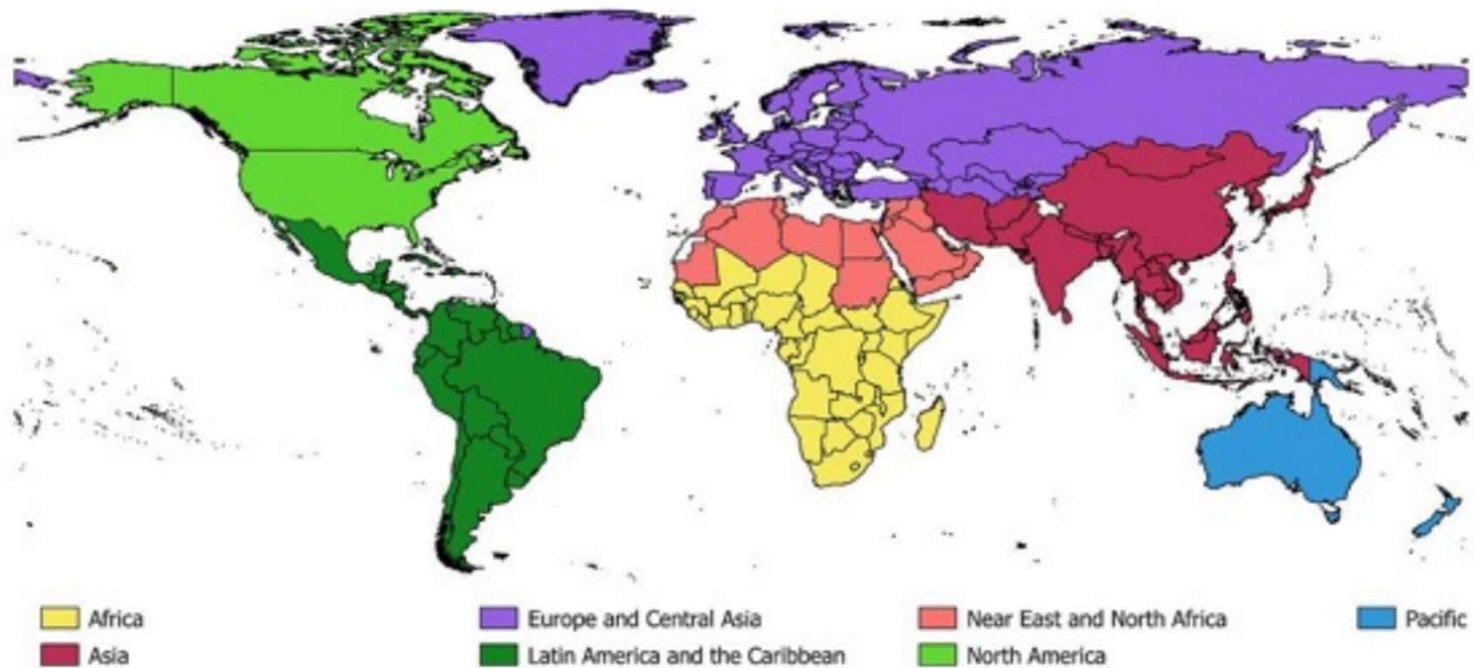 Africa
Europe and Central Asia
Near East and North Africa
Pacific
Asia
Latin America and the Caribbean
North America